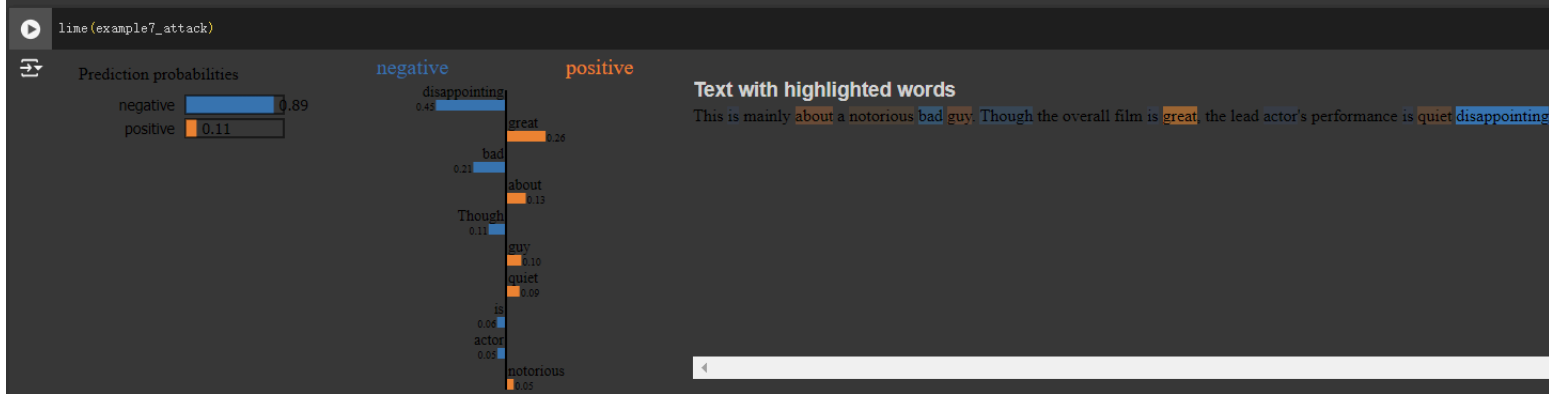 lime(example7_attack)
Prediction probabilities
negative 0.89
positive 0.11
negative positive
disappointing
0.45
great
0.26
bad
0.21
about
0.13
Though
0.11
guy
0.10
quiet
0.09
is
0.06
actor
0.05
notorious
0.05
Text with highlighted words
This is mainly about a notorious bad guy. Though the overall film is great, the lead actor's performance is quiet disappointing